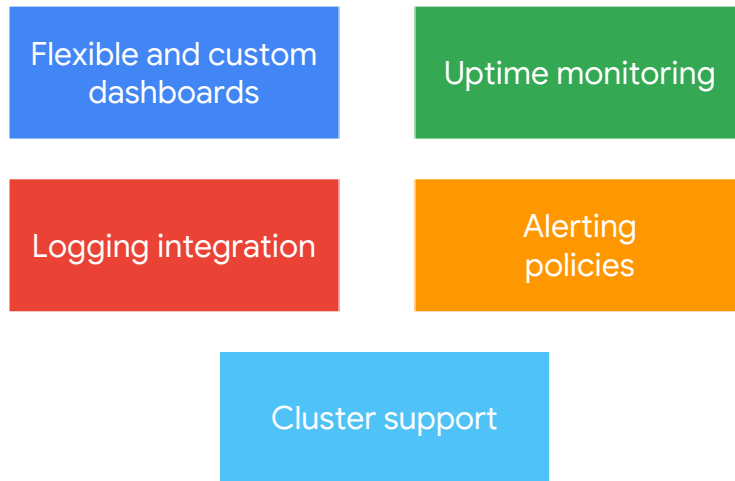 Flexible and custom
dashboards
Uptime monitoring
Logging integration
Alerting
policies
Cluster support